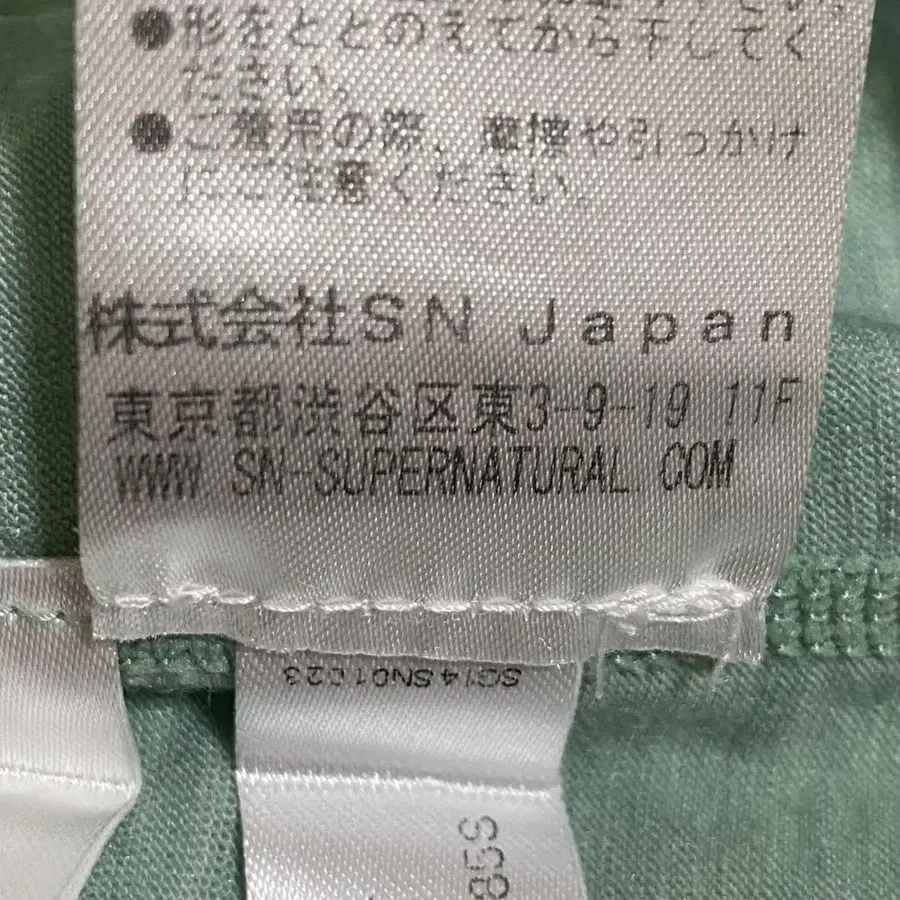 ●形をととのえてから干してく
ださい。
●ご着用の際、摩擦や引っかけ
にご注意ください。
株式会社SN Japan
東京都渋谷区東3-9-19 11F
WWW.SN-SUPERNATURAL.COM
SG14SN01023
85S